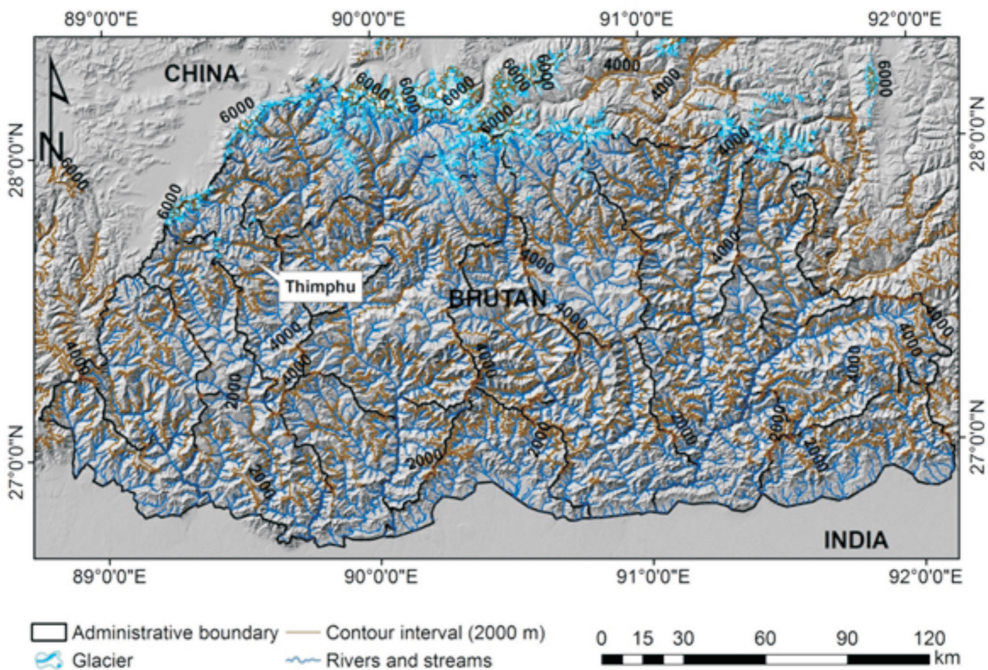 89°0'0"E 90°0'0"E 91°0'0"E 92°0'0"E
CHINA
6000
6000
6000
6000
6000
6000
4000
4000
6000
6000
4000
N
28°0'0"N
28°0'0"N
6000
6000
4000
4000
Thimphu
BHUTAN
4000
4000
4000
4000
4000
4000
4000
4000
2000
2000
2000
27°0'0"N
27°0'0"N
2000
2000
2000
2000
INDIA
89°0'0"E 90°0'0"E 91°0'0"E 92°0'0"E
Administrative boundary
Contour interval (2000 m)
Glacier
Rivers and streams
0 15 30 60 90 120
km